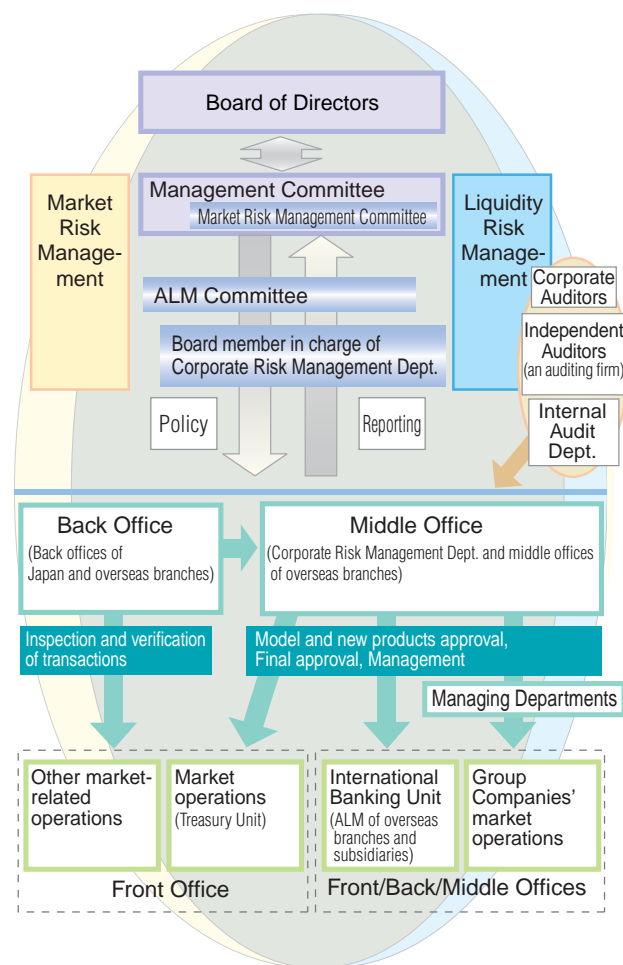 Board of Directors
Management Committee
Market Risk Management Committee
Market
Risk
Manage-
ment
Liquidity
Risk
Manage-
ment
Corporate
Auditors
Independent
Auditors
(an auditing firm)
Internal
Audit
Dept.
ALM Committee
Board member in charge of
Corporate Risk Management Dept.
Policy
Reporting
Back Office
(Back offices of
Japan and overseas branches)
Middle Office
(Corporate Risk Management Dept. and middle offices
of overseas branches)
Inspection and verification
of transactions
Model and new products approval,
Final approval, Management
Managing Departments
Other market-
related
operations
Market
operations
(Treasury Unit)
International
Banking Unit
(ALM of overseas
branches and
subsidiaries)
Group
Companies’
market
operations
Front Office
Front/Back/Middle Offices